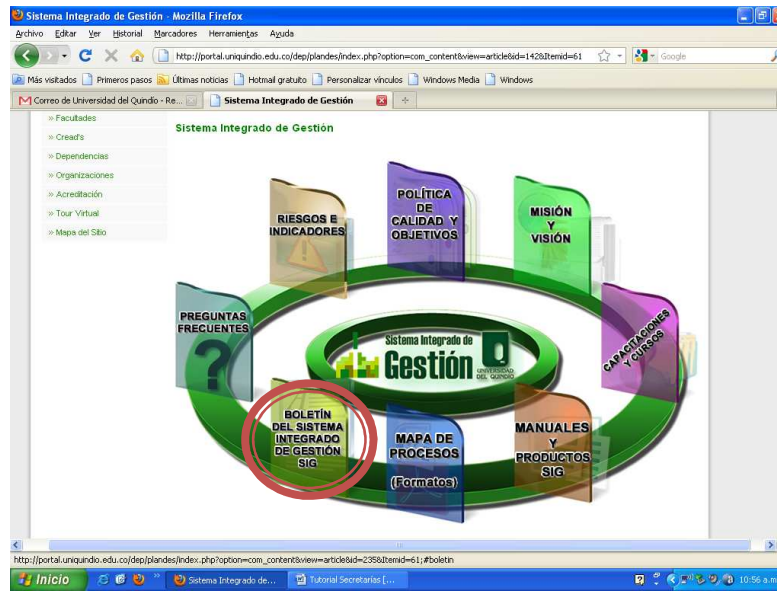 Sistema Integrado de Gestión - Mozilla Firefox
Archivo Editar Ver Historial Marcadores Herramientas Ayuda
http://portal.uniquindio.edu.co/dep/plandes/index.php?option=com_content&view=article&id=142&Itemid=61
Google
Más visitados Primeros pasos Últimas noticias Hotmail gratuito Personalizar vínculos Windows Media Windows
Correo de Universidad del Quindío - Re... Sistema Integrado de Gestión
» Facultades
» Cread's
» Dependencias
» Organizaciones
» Acreditación
» Tour Virtual
» Mapa del Sitio
Sistema Integrado de Gestión
RIESGOS E
INDICADORES
POLÍTICA
DE
CALIDAD Y
OBJETIVOS
MISIÓN
Y
VISIÓN
PREGUNTAS
FRECUENTES
?
Sistema Integrado de
Gestión
UNIVERSIDAD
DEL QUINDÍO
CAPACITACIONES
Y CURSOS
BOLETÍN
DEL SISTEMA
INTEGRADO
DE GESTIÓN
SIG
MAPA DE
PROCESOS
(Formatos)
MANUALES
Y
PRODUCTOS
SIG
http://portal.uniquindio.edu.co/dep/plandes/index.php?option=com_content&view=article&id=235&Itemid=61;#boletin
Inicio
Sistema Integrado de...
Tutorial Secretarías [...
10:56 a.m